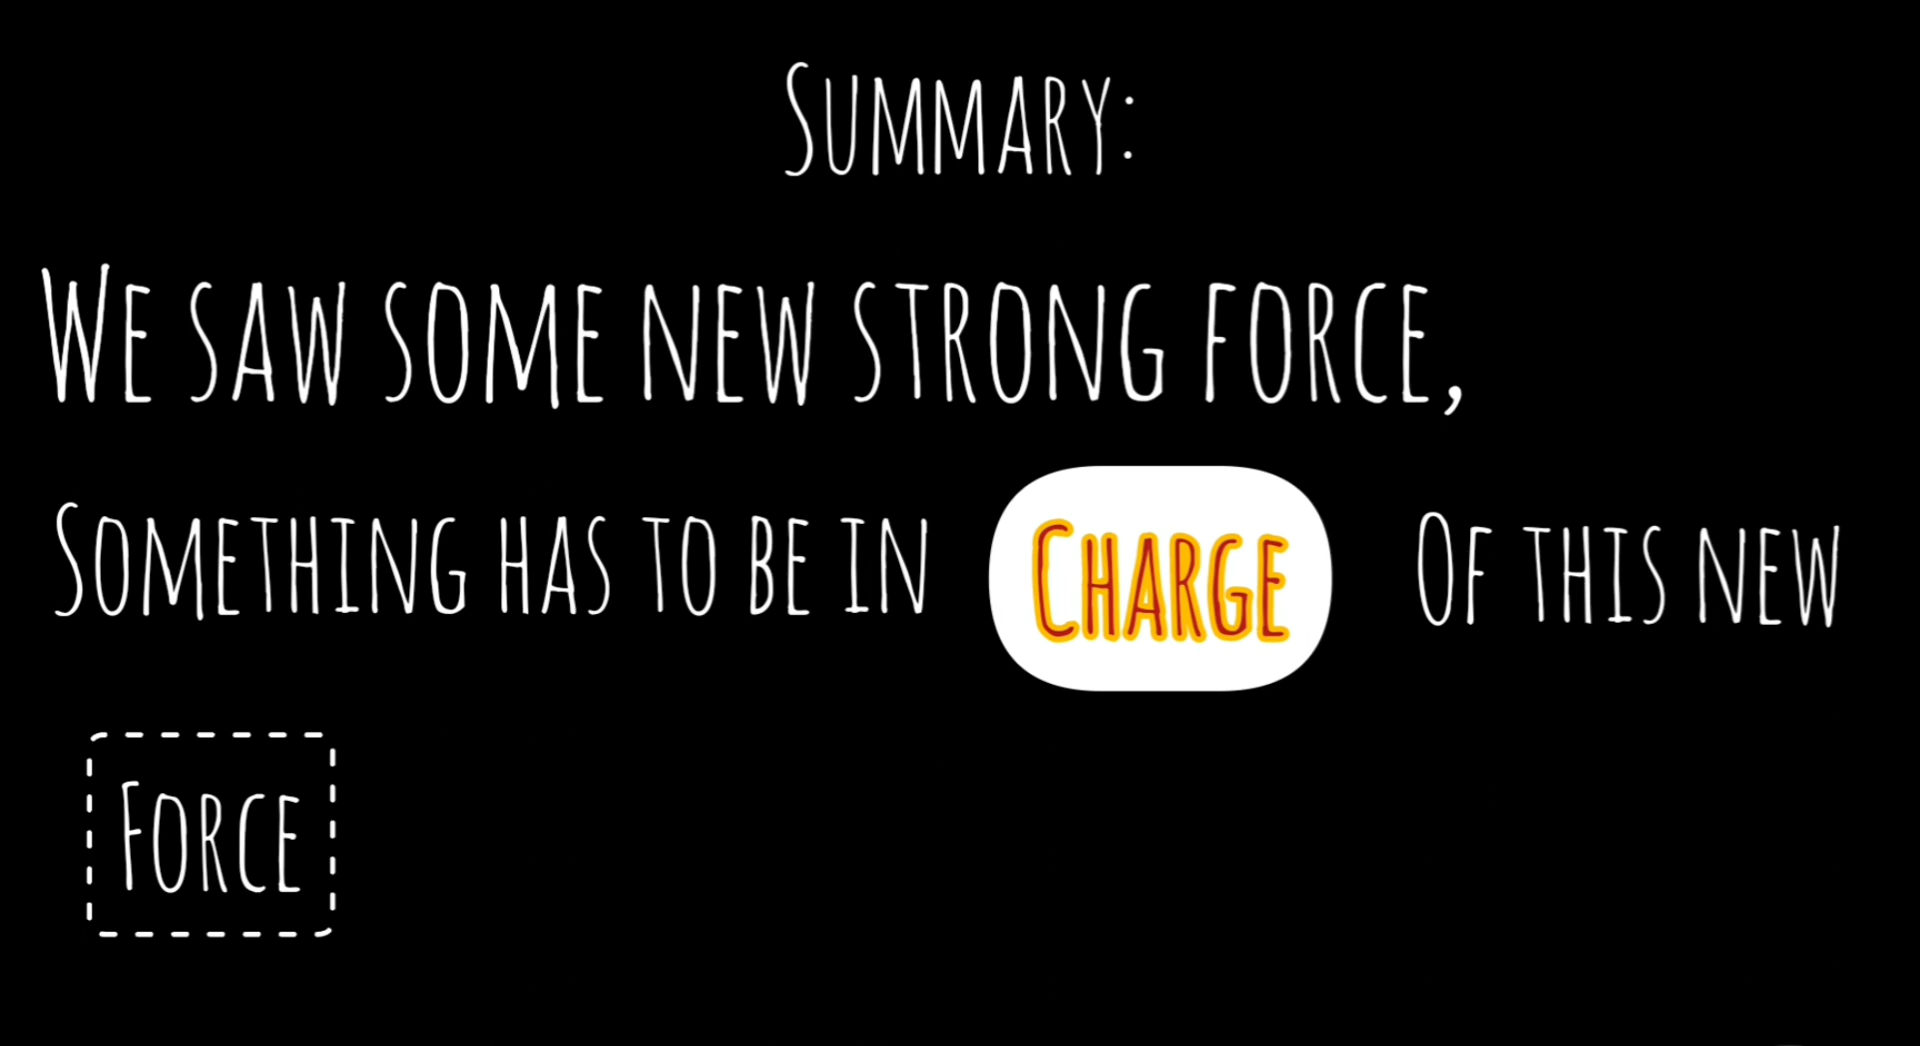 Summary:
We saw some new strong force,
Something has to be in Charge Of this new
Force